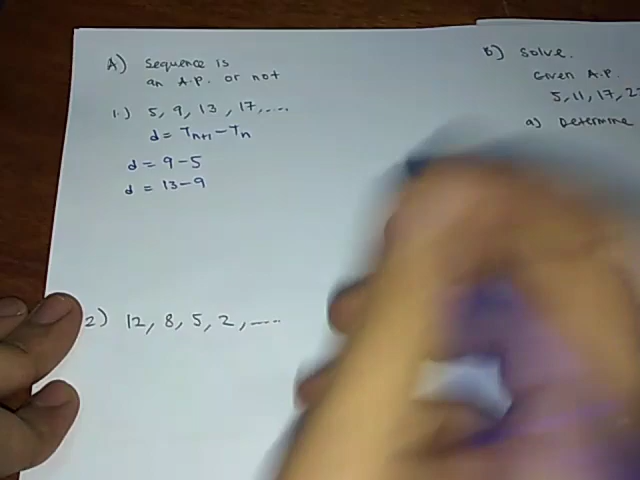 A) Sequence is
an A.P. or not
1.) 5, 9, 13, 17,....
d = Tn+1 - Tn
d = 9-5
d = 13-9
2) 12, 8, 5, 2, ....
B) Solve.
Given A.P.
5, 11, 17, 2
a) Determine